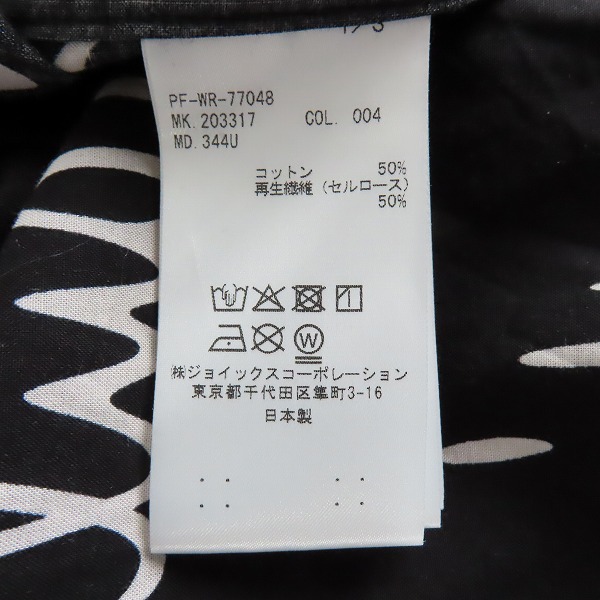 PF-WR-77048
MK. 203317 COL. 004
MD. 344U
コットン 50%
再生繊維(セルロース)
50%
W
㈱ジョイックスコーポレーション
東京都千代田区隼町3-16
日本製